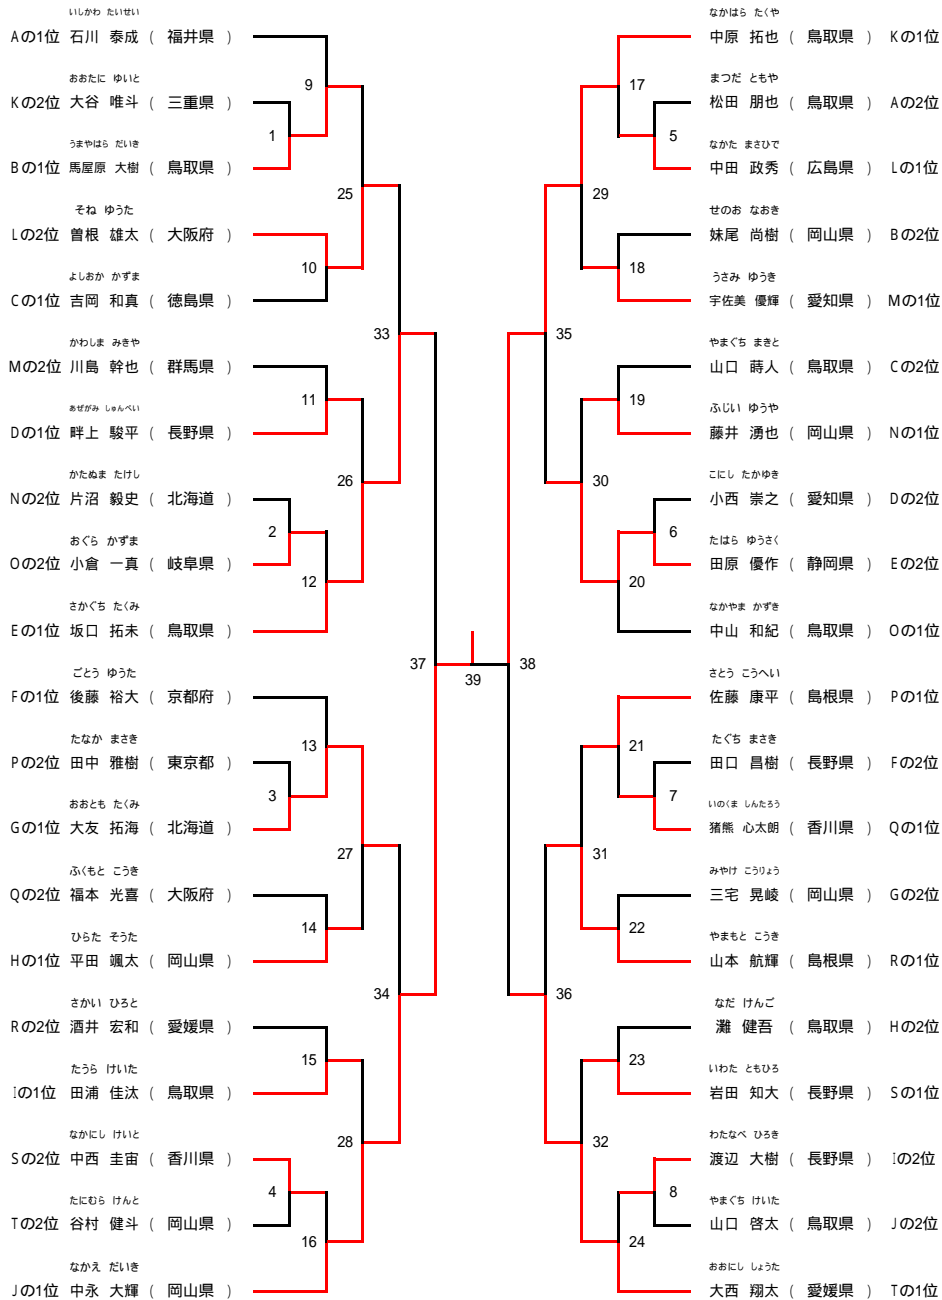 いしかわ たいせい
Aの1位 石川 泰成 ( 福井県 )
おおたに ゆいと
Kの2位 大谷 唯斗 ( 三重県 )
うまやはら だいき
Bの1位 馬屋原 大樹 ( 鳥取県 )
そね ゆうた
Lの2位 曽根 雄太 ( 大阪府 )
よしおか かずま
Cの1位 吉岡 和真 ( 徳島県 )
かわしま みきや
Mの2位 川島 幹也 ( 群馬県 )
あぜがみ しゅんぺい
Dの1位 畔上 駿平 ( 長野県 )
かたぬま たけし
Nの2位 片沼 毅史 ( 北海道 )
おぐら かずま
Oの2位 小倉 一真 ( 岐阜県 )
さかぐち たくみ
Eの1位 坂口 拓未 ( 鳥取県 )
ごとう ゆうた
Fの1位 後藤 裕大 ( 京都府 )
たなか まさき
Pの2位 田中 雅樹 ( 東京都 )
おおとも たくみ
Gの1位 大友 拓海 ( 北海道 )
ふくもと こうき
Qの2位 福本 光喜 ( 大阪府 )
ひらた そうた
Hの1位 平田 颯太 ( 岡山県 )
さかい ひろと
Rの2位 酒井 宏和 ( 愛媛県 )
たうら けいた
Iの1位 田浦 佳汰 ( 鳥取県 )
なかにし けいと
Sの2位 中西 圭宙 ( 香川県 )
たにむら けんと
Tの2位 谷村 健斗 ( 岡山県 )
なかえ だいき
Jの1位 中永 大輝 ( 岡山県 )
9
1
25
10
33
11
26
2
12
37
39
13
3
27
14
34
15
28
4
16
17
5
29
18
35
19
30
6
20
38
21
7
31
22
36
23
32
8
24
なかはら たくや
中原 拓也 ( 鳥取県 ) Kの1位
まつだ ともや
松田 朋也 ( 鳥取県 ) Aの2位
なかた まさひで
中田 政秀 ( 広島県 ) Lの1位
せのお なおき
妹尾 尚樹 ( 岡山県 ) Bの2位
うさみ ゆうき
宇佐美 優輝 ( 愛知県 ) Mの1位
やまぐち まきと
山口 蒔人 ( 鳥取県 ) Cの2位
ふじい ゆうや
藤井 湧也 ( 岡山県 ) Nの1位
こにし たかゆき
小西 崇之 ( 愛知県 ) Dの2位
たはら ゆうさく
田原 優作 ( 静岡県 ) Eの2位
なかやま かずき
中山 和紀 ( 鳥取県 ) Oの1位
さとう こうへい
佐藤 康平 ( 島根県 ) Pの1位
たぐち まさき
田口 昌樹 ( 長野県 ) Fの2位
いのくま しんたろう
猪熊 心太朗 ( 香川県 ) Qの1位
みやけ こうりょう
三宅 晃崚 ( 岡山県 ) Gの2位
やまもと こうき
山本 航輝 ( 島根県 ) Rの1位
なだ けんご
灘 健吾 ( 鳥取県 ) Hの2位
いわた ともひろ
岩田 知大 ( 長野県 ) Sの1位
わたなべ ひろき
渡辺 大樹 ( 長野県 ) Iの2位
やまぐち けいた
山口 啓太 ( 鳥取県 ) Jの2位
おおにし しょうた
大西 翔太 ( 愛媛県 ) Tの1位